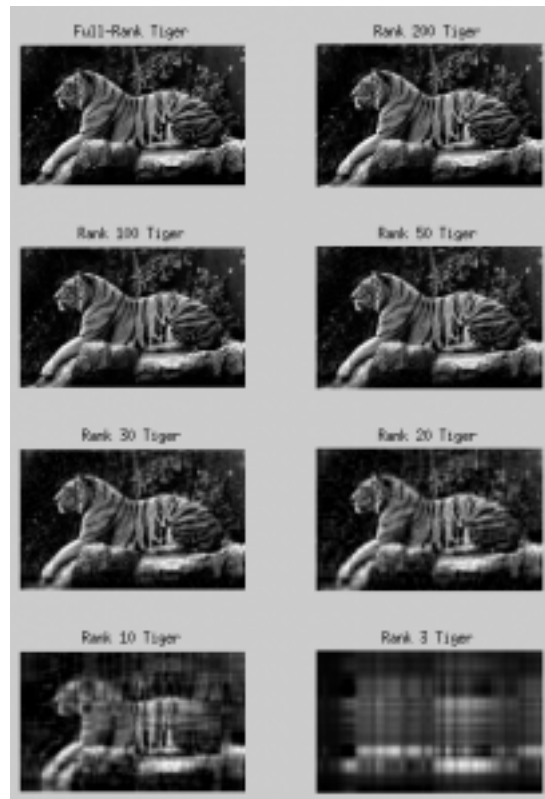 Full-Rank Tiger
Rank 200 Tiger
Rank 100 Tiger
Rank 50 Tiger
Rank 30 Tiger
Rank 20 Tiger
Rank 10 Tiger
Rank 3 Tiger